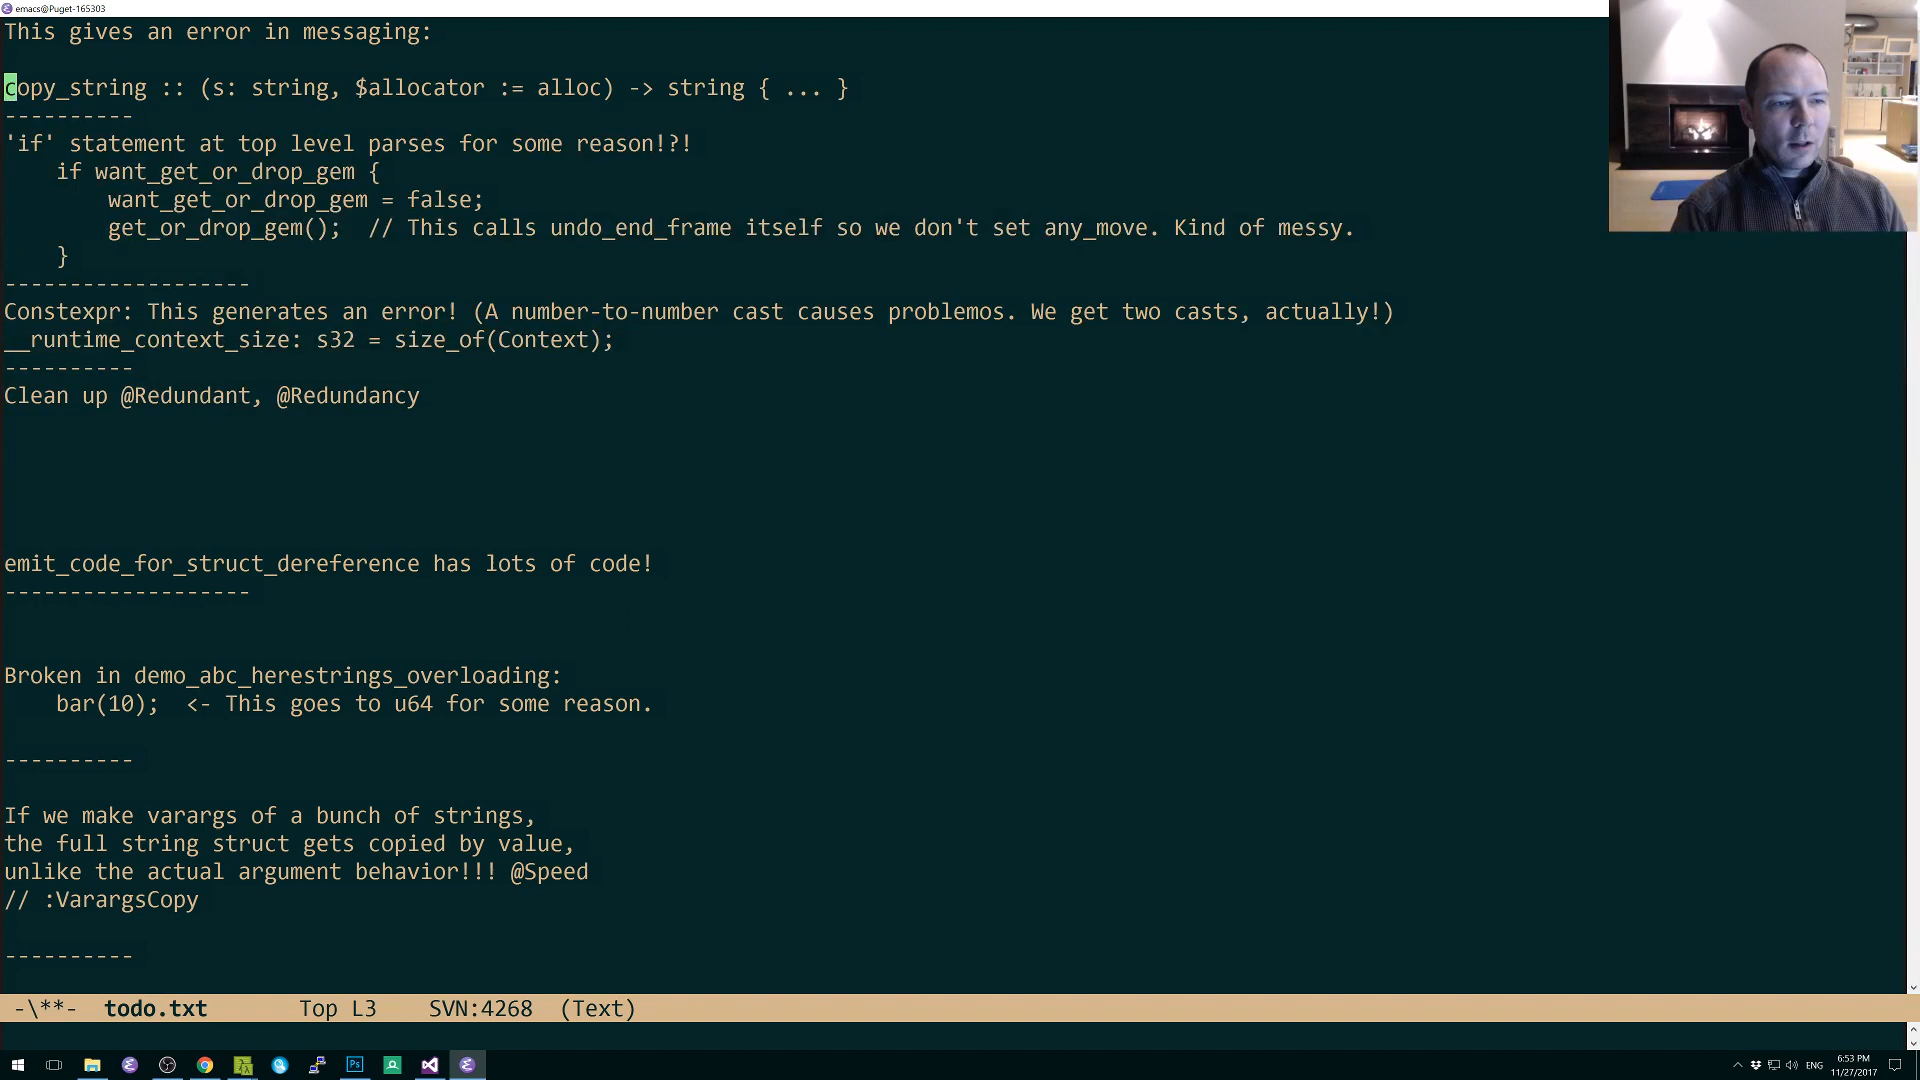 emacs@Puget-165303
This gives an error in messaging:
copy_string :: (s: string, $allocator := alloc) -> string { ... }
----------
'if' statement at top level parses for some reason!?!
    if want_get_or_drop_gem {
        want_get_or_drop_gem = false;
        get_or_drop_gem();  // This calls undo_end_frame itself so we don't set any_move. Kind of messy.
    }
-------------------
Constexpr: This generates an error! (A number-to-number cast causes problemos. We get two casts, actually!)
__runtime_context_size: s32 = size_of(Context);
----------
Clean up @Redundant, @Redundancy
emit_code_for_struct_dereference has lots of code!
-------------------
Broken in demo_abc_herestrings_overloading:
    bar(10);  <- This goes to u64 for some reason.
----------
If we make varargs of a bunch of strings,
the full string struct gets copied by value,
unlike the actual argument behavior!!! @Speed
// :VarargsCopy
----------
-\**-  todo.txt       Top L3    SVN:4268  (Text)
Ps
ENG
6:53 PM
11/27/2017